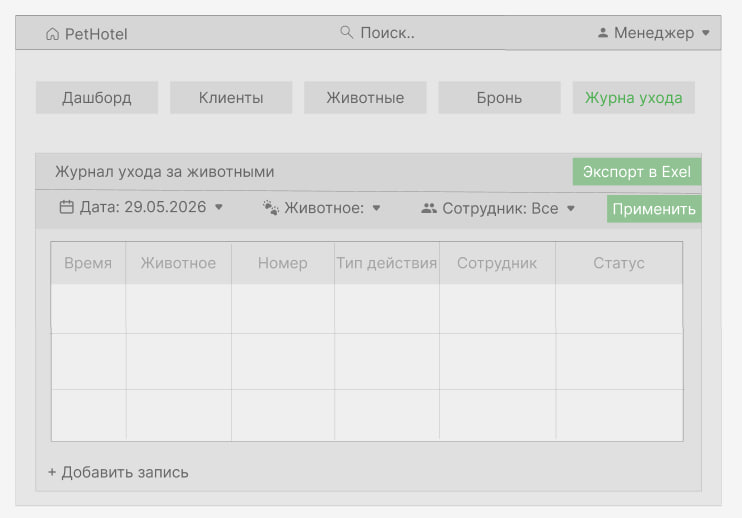 PetHotel Поиск.. Менеджер
Дашборд Клиенты Животные Бронь Журна ухода
Журнал ухода за животными Экспорт в Exel
Дата: 29.05.2026 Животное: Сотрудник: Все Применить
Время Животное Номер Тип действия Сотрудник Статус
+ Добавить запись